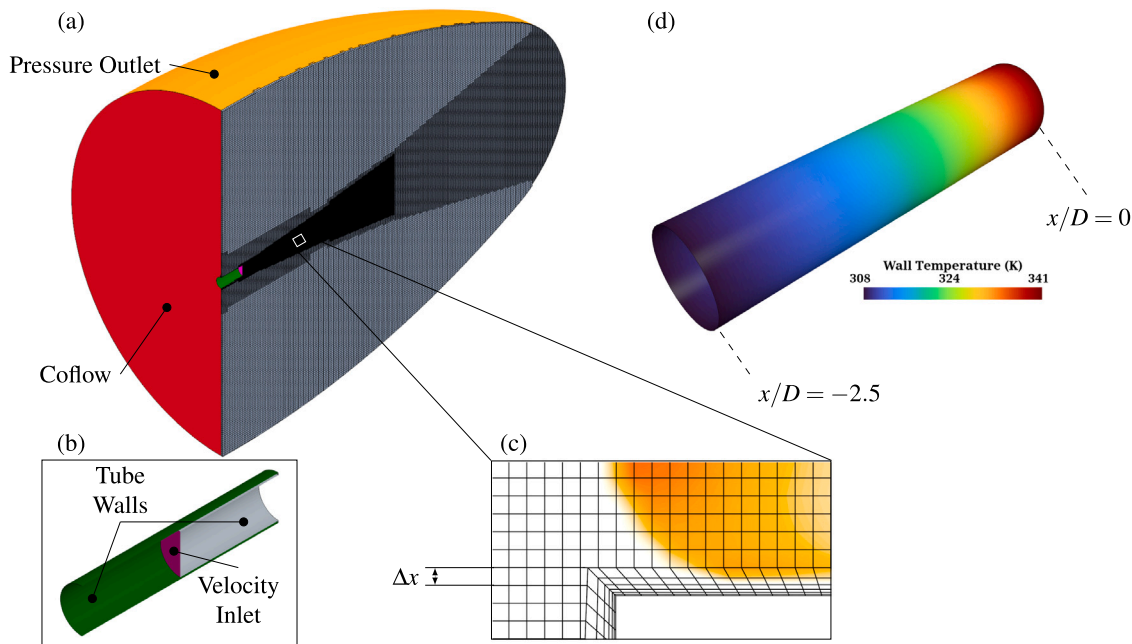 (a)
Pressure Outlet
Coflow
(d)
x/D = 0
Wall Temperature (K)
308 324 341
x/D = −2.5
(b)
Tube
Walls
Velocity
Inlet
(c)
Δx